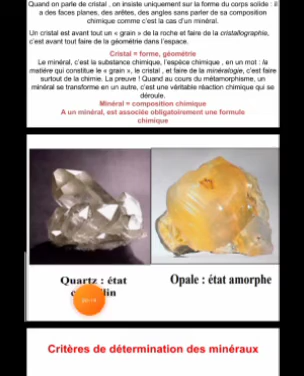 Quand on parle de cristal, on insiste uniquement sur la forme du corps solide : il
a des faces planes, des arêtes, des angles sans parler de sa composition
chimique comme c'est la cas d'un minéral.
Un cristal est avant tout un « grain » de la roche et faire de la cristallographie,
c'est avant tout faire de la géométrie dans l'espace.
Cristal = forme, géométrie
Le minéral, c'est la substance chimique, l'espèce chimique, en un mot : la
matière qui constitue le « grain », le cristal, et faire de la minéralogie, c'est faire
surtout de la chimie. La preuve ! Quand au cours du métamorphisme, un
minéral se transforme en un autre, c'est une véritable réaction chimique qui se
déroule.
Minéral = composition chimique
A un minéral, est associée obligatoirement une formule
chimique
Quartz : état
Opale : état amorphe
Critères de détermination des minéraux